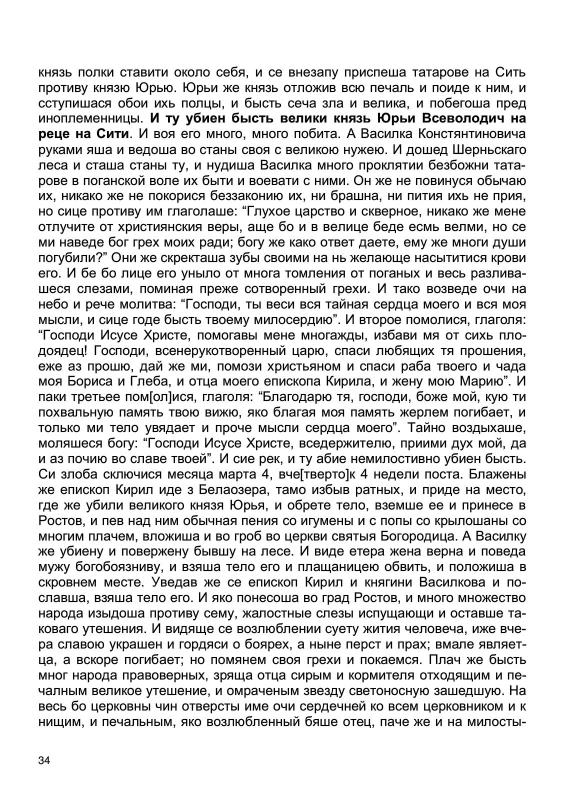 князь полки ставити около себя, и се внезапу приспеша татарове на Сить
противу князю Юрью. Юрьи же князь отложив всю печаль и поиде к ним, и
сступишася обои ихь полцы, и бысть сеча зла и велика, и побегоша пред
иноплеменницы. И ту убиен бысть велики князь Юрьи Всеволодич на
реце на Сити. И воя его много, много побита. А Василка Констянтиновича
руками яша и ведоша во станы своя с великою нужею. И дошед Шерньскаго
леса и сташа станы ту, и нудиша Василка много проклятии безбожни тата-
рове в поганской воле их быти и воевати с ними. Он же не повинуся обычаю
их, никако же не покорися беззаконию их, ни брашна, ни пития ихь не прия,
но сице противу им глаголаше: “Глухое царство и скверное, никако же мене
отлучите от християнския веры, аще бо и в велице беде есмь велми, но се
ми наведе бог грех моих ради; богу же како ответ даете, ему же многи души
погубили?” Они же скректаша зубы своими на нь желающе насытитися крови
его. И бе бо лице его уныло от многа томления от поганых и весь разлива-
шеся слезами, поминая преже сотворенный грехи. И тако возведе очи на
небо и рече молитва: “Господи, ты веси вся тайная сердца моего и вся моя
мысли, и сице годе бысть твоему милосердию”. И второе помолися, глаголя:
“Господи Исусе Христе, помогавы мене многажды, избави мя от сихь пло-
доядец! Господи, всенерукотворенный царю, спаси любящих тя прошения,
еже аз прошю, дай же ми, помози христьяном и спаси раба твоего и чада
моя Бориса и Глеба, и отца моего епископа Кирила, и жену мою Марию”. И
паки третьее пом[ол]ися, глаголя: “Благодарю тя, господи, боже мой, кую ти
похвальную память твою вижю, яко благая моя память жерлем погибает, и
только ми тело увядает и проче мысли сердца моего”. Тайно воздыхаше,
моляшеся богу: “Господи Исусе Христе, вседержителю, приими дух мой, да
и аз почию во славе твоей”. И сие рек, и ту абие немилостивно убиен бысть.
Си злоба сключися месяца марта 4, вче[тверто]к 4 недели поста. Блажены
же епископ Кирил иде з Белаозера, тамо избыв ратных, и приде на место,
где же убили великого князя Юрья, и обрете тело, вземше ее и принесе в
Ростов, и пев над ним обычная пения со игумены и с попы со крылошаны со
многим плачем, вложиша и во гроб во церкви святыя Богородица. А Василку
же убиену и повержену бывшу на лесе. И виде етера жена верна и поведа
мужу богобоязниву, и взяша тело его и плащаницею обвить, и положиша в
скровнем месте. Уведав же се епископ Кирил и княгини Василкова и по-
славша, взяша тело его. И яко понесоша во град Ростов, и много множество
народа изыдоша противу сему, жалостные слезы испущающи и оставше та-
коваго утешения. И видяще се возлюблении суету жития человеча, иже вче-
ра славою украшен и гордяси о боярех, а ныне перст и прах; вмале являет-
ца, а вскоре погибает; но помянем своя грехи и покаемся. Плач же бысть
мног народа правоверных, зряща отца сирым и кормителя отходящим и пе-
чалным великое утешение, и омраченым звезду светоносную зашедшую. На
весь бо церковны чин отверсты име очи сердечней ко всем церковником и к
нищим, и печальным, яко возлюбленный бяше отец, паче же и на милосты-
34